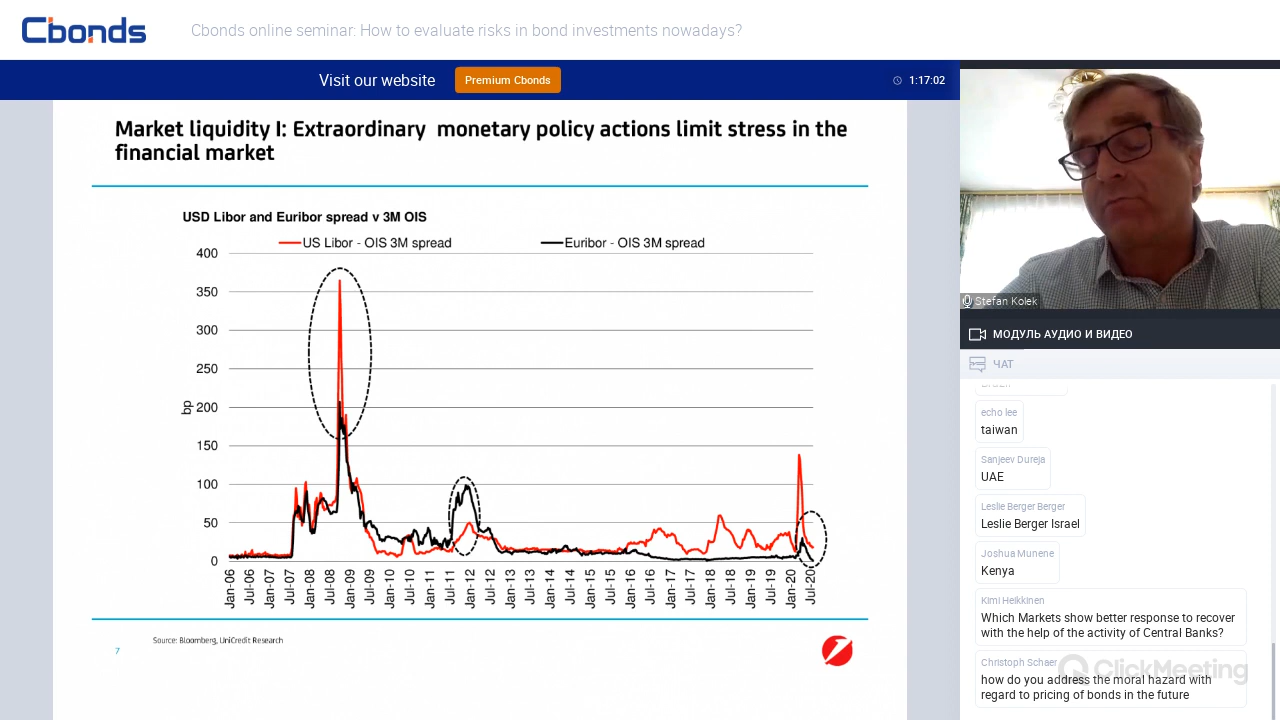 Cbonds
Cbonds online seminar: How to evaluate risks in bond investments nowadays?
Visit our website
Premium Cbonds
1:17:02
Market liquidity I: Extraordinary monetary policy actions limit stress in the
financial market
USD Libor and Euribor spread v 3M OIS
US Libor - OIS 3M spread
Euribor - OIS 3M spread
400
350
300
250
200
150
100
50
0
bp
Jan-06
Jul-06
Jan-07
Jul-07
Jan-08
Jul-08
Jan-09
Jul-09
Jan-10
Jul-10
Jan-11
Jul-11
Jan-12
Jul-12
Jan-13
Jul-13
Jan-14
Jul-14
Jan-15
Jul-15
Jan-16
Jul-16
Jan-17
Jul-17
Jan-18
Jul-18
Jan-19
Jul-19
Jan-20
Jul-20
Source: Bloomberg, UniCredit Research
7
Stefan Kolek
МОДУЛЬ АУДИО И ВИДЕО
ЧАТ
echo lee
taiwan
Sanjeev Dureja
UAE
Leslie Berger Berger
Leslie Berger Israel
Joshua Munene
Kenya
Kimi Heikkinen
Which Markets show better response to recover
with the help of the activity of Central Banks?
Christoph Schaer
how do you address the moral hazard with
regard to pricing of bonds in the future
ClickMeeting